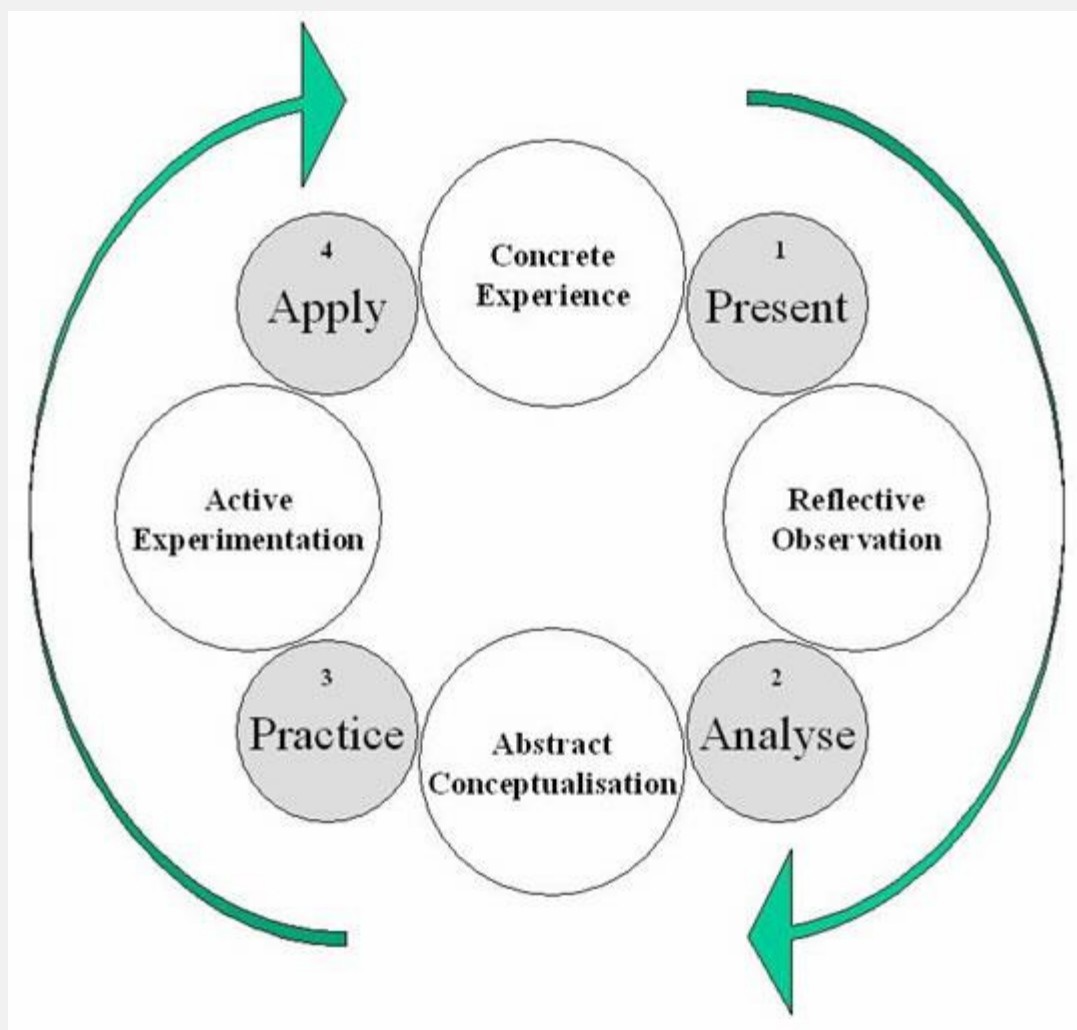 4
Apply
Concrete
Experience
1
Present
Active
Experimentation
Reflective
Observation
3
Practice
Abstract
Conceptualisation
2
Analyse